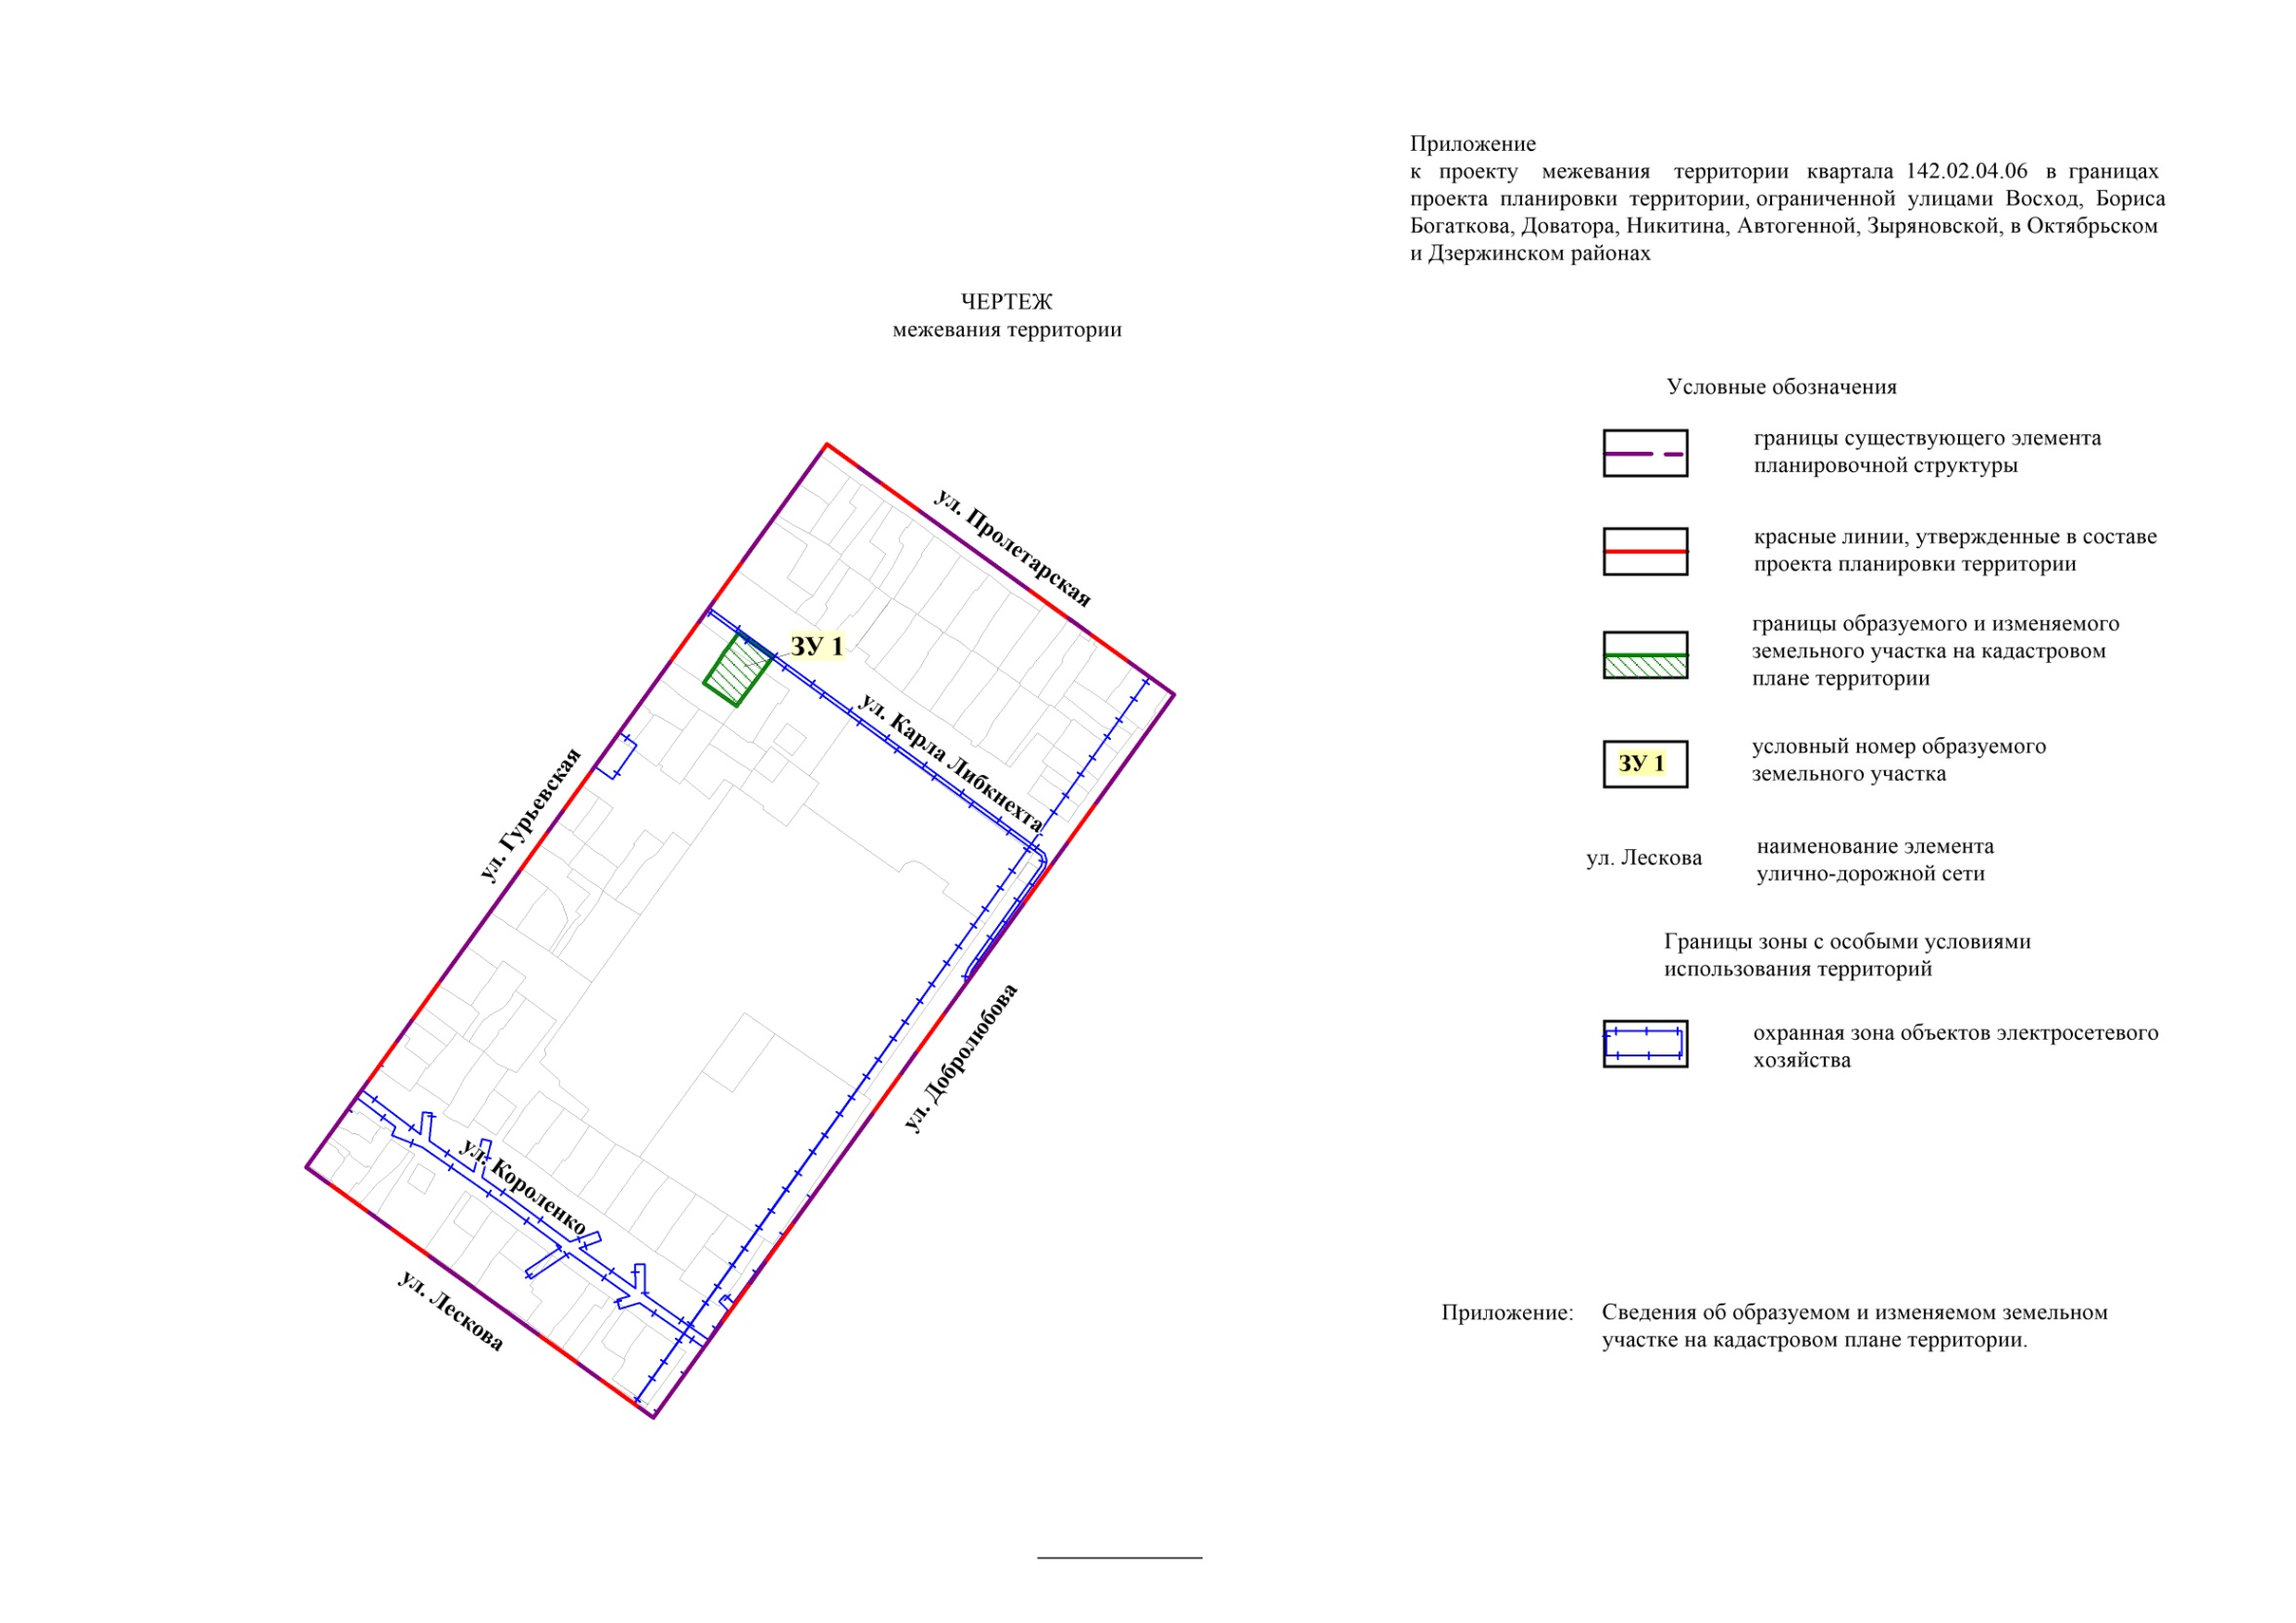 Приложение
к проекту межевания территории квартала 142.02.04.06 в границах
проекта планировки территории, ограниченной улицами Восход, Бориса
Богаткова, Доватора, Никитина, Автогенной, Зыряновской, в Октябрьском
и Дзержинском районах
ЧЕРТЕЖ
межевания территории
Условные обозначения
границы существующего элемента
планировочной структуры
красные линии, утвержденные в составе
проекта планировки территории
границы образуемого и изменяемого
земельного участка на кадастровом
плане территории
ЗУ 1
условный номер образуемого
земельного участка
ул. Лескова
наименование элемента
улично-дорожной сети
Границы зоны с особыми условиями
использования территорий
охранная зона объектов электросетевого
хозяйства
ул. Пролетарская
ЗУ 1
ул. Карла Либкнехта
ул. Гурьевская
ул. Добролюбова
ул. Короленко
ул. Лескова
Приложение: Сведения об образуемом и изменяемом земельном
участке на кадастровом плане территории.